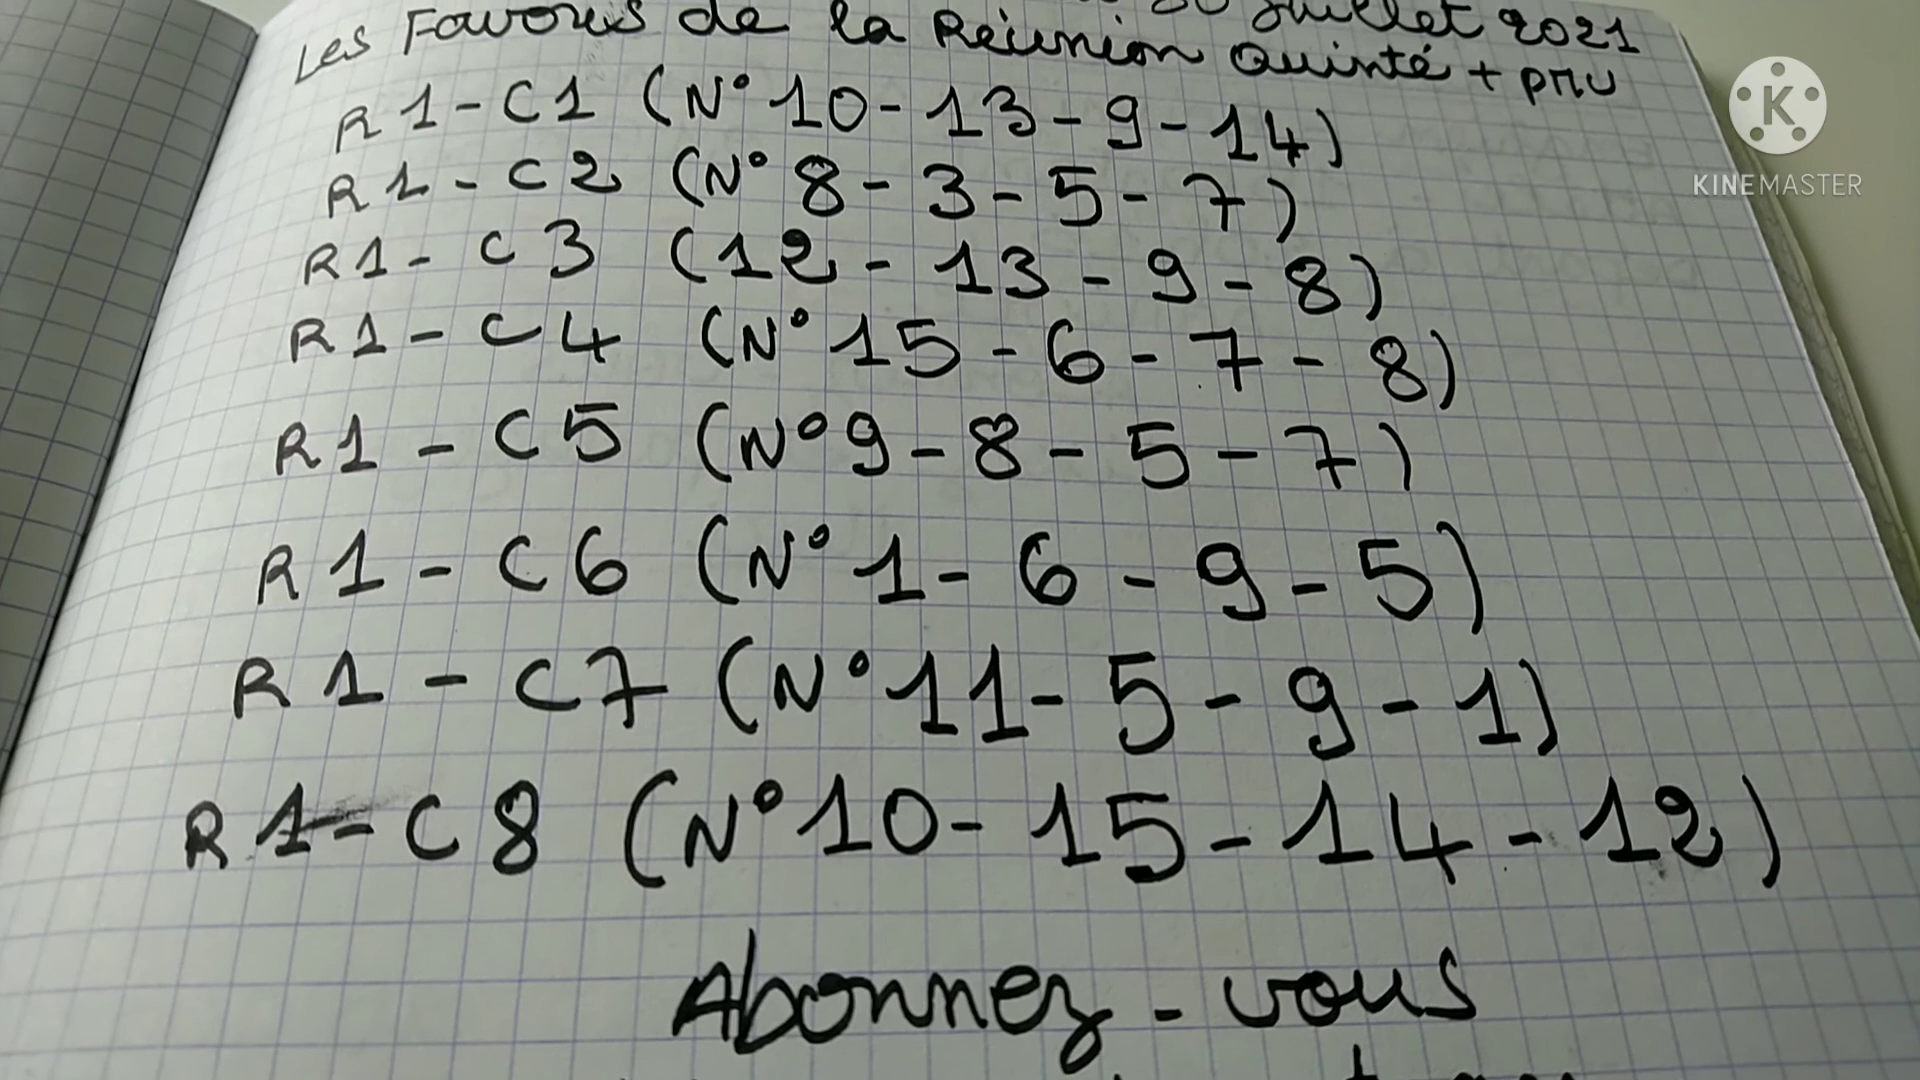 30 Juillet 2021
Les Favoris de la Réunion Quinté + PMU
R1-C1 (N° 10-13-9-14)
R1-C2 (N° 8-3-5-7)
R1-C3 (12-13-9-8)
R1-C4 (N° 15-6-7-8)
R1-C5 (N° 9-8-5-7)
R1-C6 (N° 1-6-9-5)
R1-C7 (N° 11-5-9-1)
R1-C8 (N° 10-15-14-12)
Abonnez-vous
K
KINEMASTER